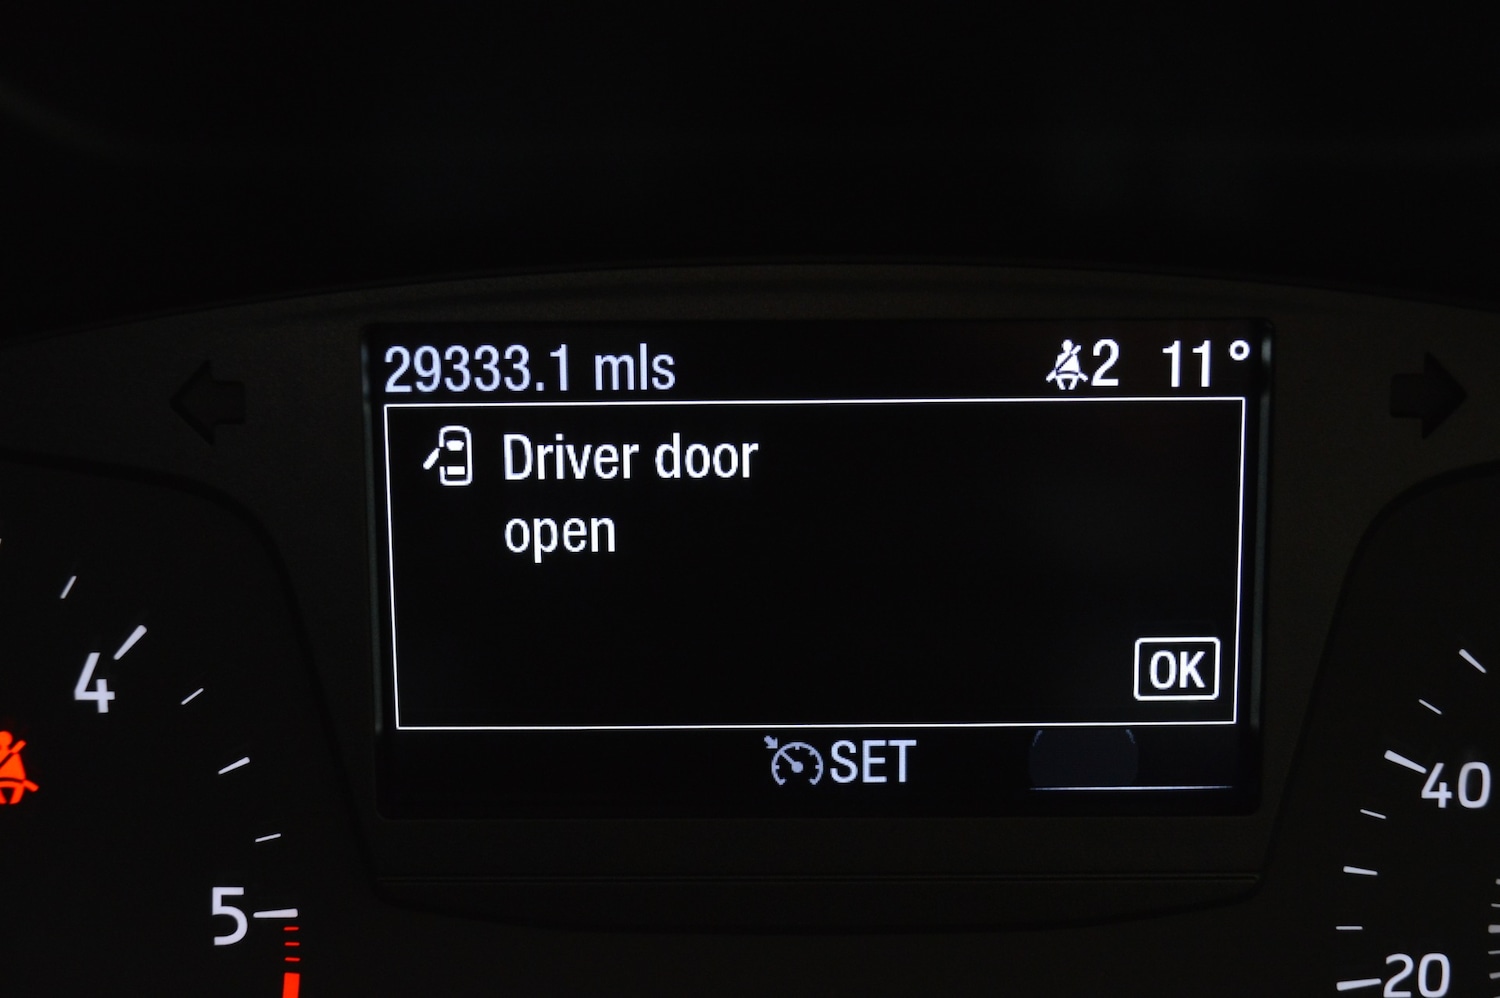 29333.1 mls 2 11°
Driver door
open
OK
SET
4
5
40
20